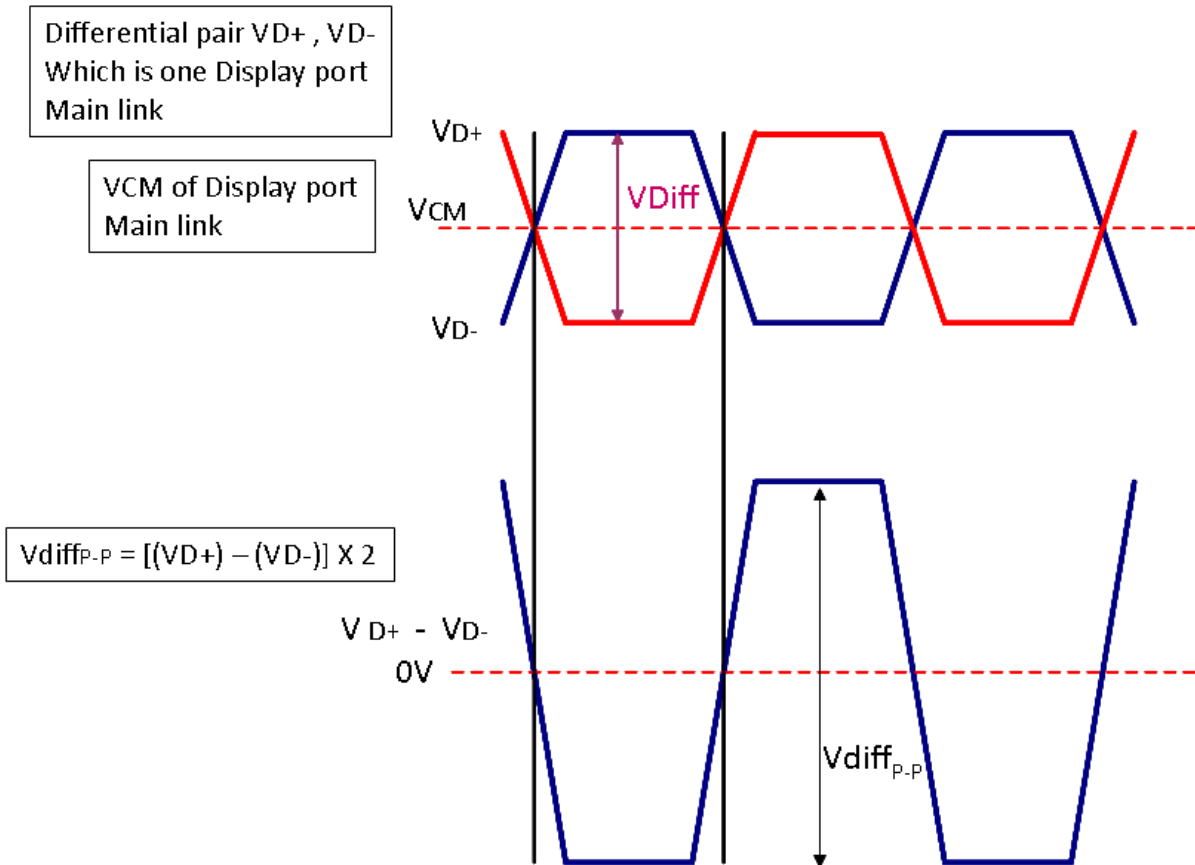 Differential pair VD+ , VD-
Which is one Display port
Main link
VD+
VCM of Display port
Main link
VDiff
VCM
VD-
VdiffP-P = [(VD+) – (VD-)] X 2
V D+ - VD-
0V
VdiffP-P